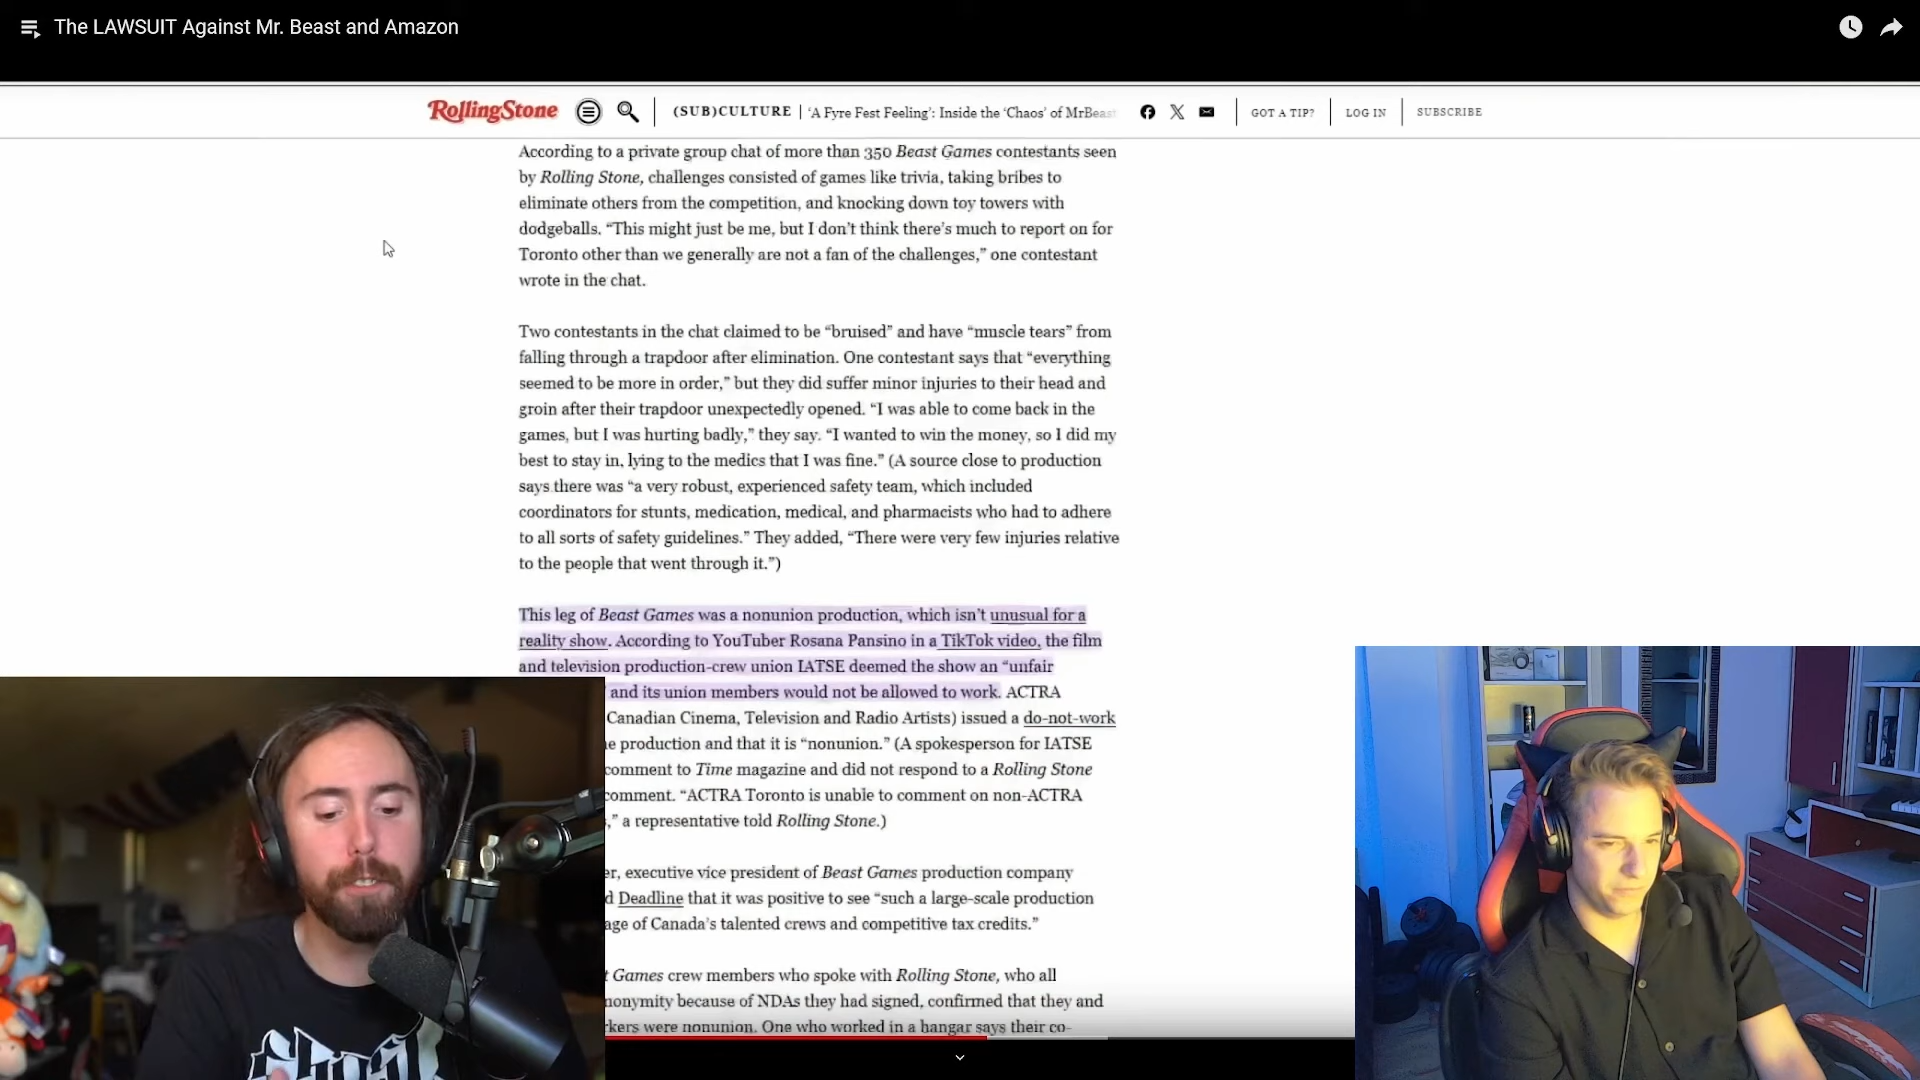 The LAWSUIT Against Mr. Beast and Amazon
RollingStone
(SUB)CULTURE | ‘A Fyre Fest Feeling’: Inside the ‘Chaos’ of MrBeast
GOT A TIP?
LOG IN
SUBSCRIBE
According to a private group chat of more than 350 Beast Games contestants seen
by Rolling Stone, challenges consisted of games like trivia, taking bribes to
eliminate others from the competition, and knocking down toy towers with
dodgeballs. “This might just be me, but I don’t think there’s much to report on for
Toronto other than we generally are not a fan of the challenges,” one contestant
wrote in the chat.
Two contestants in the chat claimed to be “bruised” and have “muscle tears” from
falling through a trapdoor after elimination. One contestant says that “everything
seemed to be more in order,” but they did suffer minor injuries to their head and
groin after their trapdoor unexpectedly opened. “I was able to come back in the
games, but I was hurting badly,” they say. “I wanted to win the money, so I did my
best to stay in, lying to the medics that I was fine.” (A source close to production
says there was “a very robust, experienced safety team, which included
coordinators for stunts, medication, medical, and pharmacists who had to adhere
to all sorts of safety guidelines.” They added, “There were very few injuries relative
to the people that went through it.”)
This leg of Beast Games was a nonunion production, which isn’t unusual for a
reality show. According to YouTuber Rosana Pansino in a TikTok video, the film
and television production-crew union IATSE deemed the show an “unfair
and its union members would not be allowed to work. ACTRA
Canadian Cinema, Television and Radio Artists) issued a do-not-work
e production and that it is “nonunion.” (A spokesperson for IATSE
comment to Time magazine and did not respond to a Rolling Stone
comment. “ACTRA Toronto is unable to comment on non-ACTRA
,” a representative told Rolling Stone.)
er, executive vice president of Beast Games production company
d Deadline that it was positive to see “such a large-scale production
age of Canada’s talented crews and competitive tax credits.”
t Games crew members who spoke with Rolling Stone, who all
nonymity because of NDAs they had signed, confirmed that they and
kers were nonunion. One who worked in a hangar says their co-